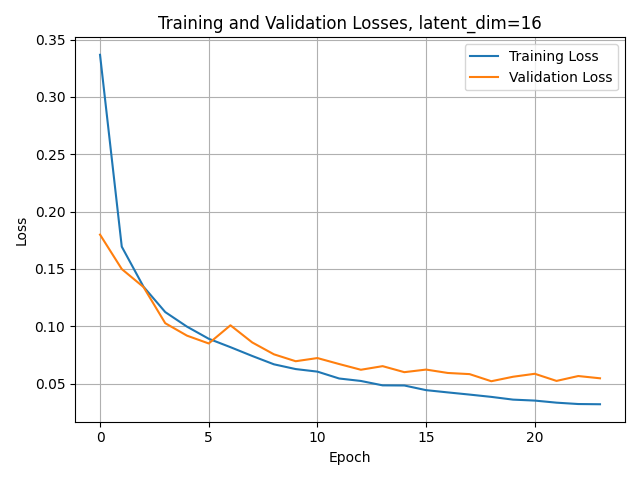 Training and Validation Losses, latent_dim=16
Training Loss
Validation Loss
Loss
0.35
0.30
0.25
0.20
0.15
0.10
0.05
0 5 10 15 20
Epoch